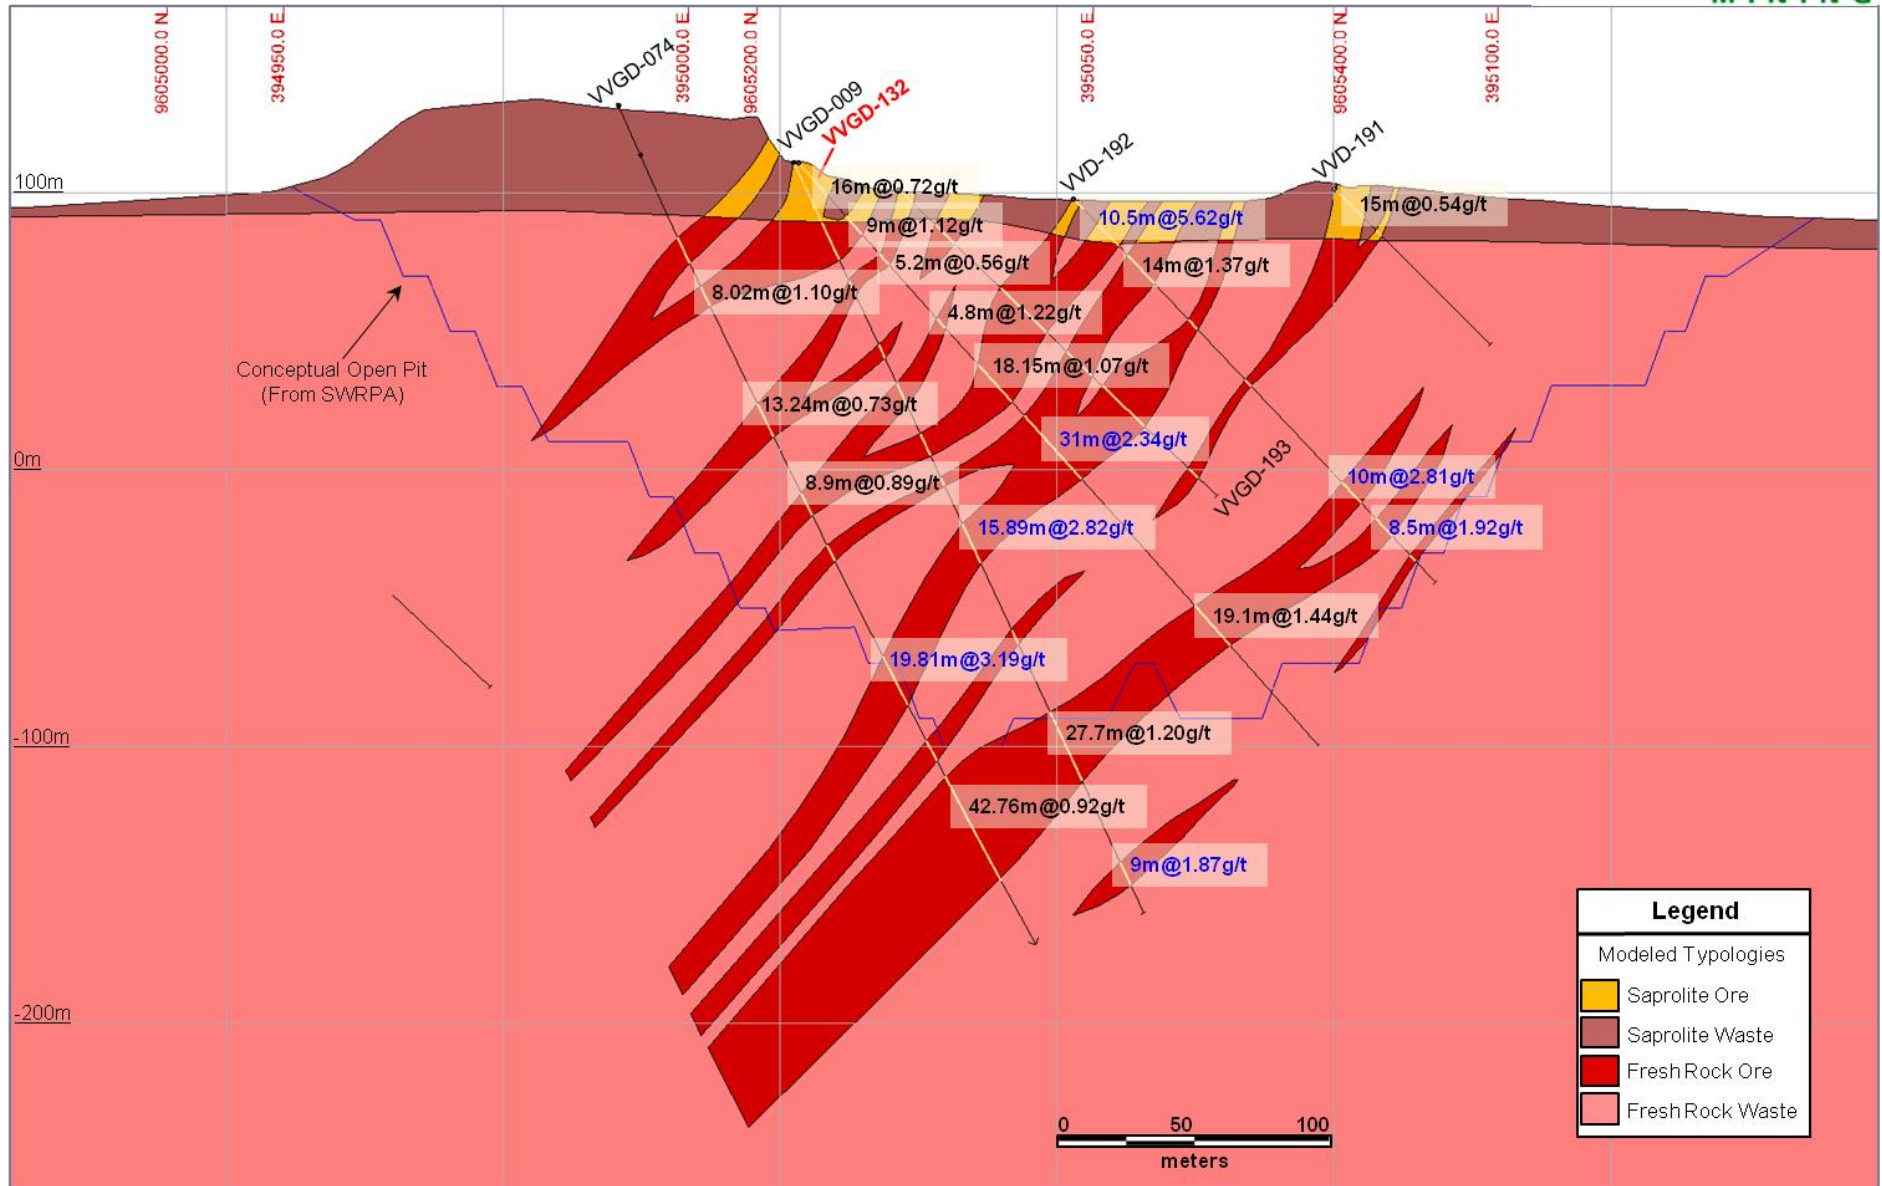 MINING
9605000.0 N
394950.0 E
395000.0 E
9605200.0 N
395050.0 E
9605400.0 N
395100.0 E
VVGD-074
VVGD-009
VVGD-132
VVD-192
VVD-191
100m
16m@0.72g/t
15m@0.54g/t
10.5m@5.62g/t
9m@1.12g/t
5.2m@0.56g/t
14m@1.37g/t
8.02m@1.10g/t
4.8m@1.22g/t
Conceptual Open Pit
(From SWRPA)
18.15m@1.07g/t
13.24m@0.73g/t
31m@2.34g/t
0m
VVGD-193
8.9m@0.89g/t
10m@2.81g/t
15.89m@2.82g/t
8.5m@1.92g/t
19.1m@1.44g/t
19.81m@3.19g/t
-100m
27.7m@1.20g/t
42.76m@0.92g/t
9m@1.87g/t
-200m
Legend
Modeled Typologies
Saprolite Ore
Saprolite Waste
Fresh Rock Ore
Fresh Rock Waste
0 50 100
meters